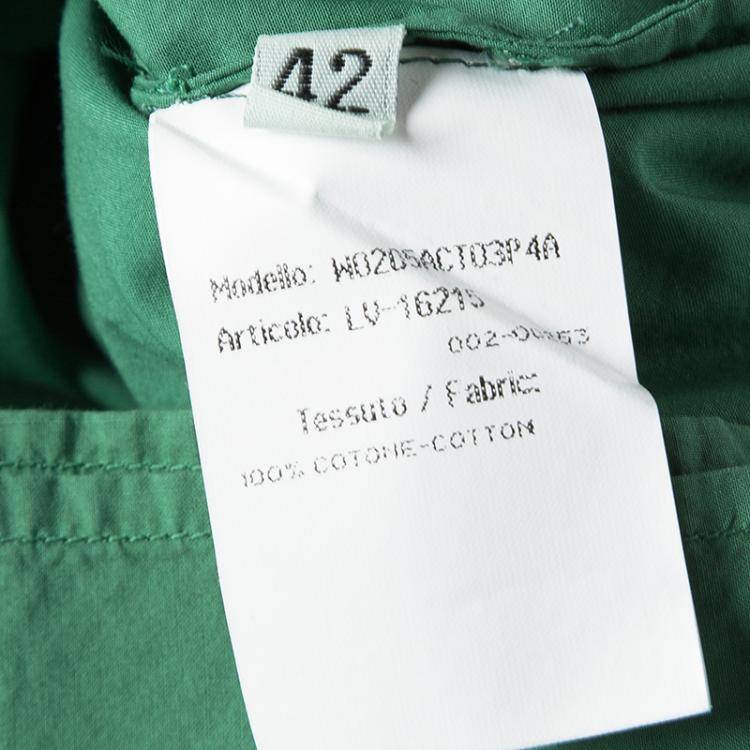 42
Modello: W0205ACT03P4A
Articolo: LV-16215
Tessuto / Fabric:
100% COTONE-COTTON